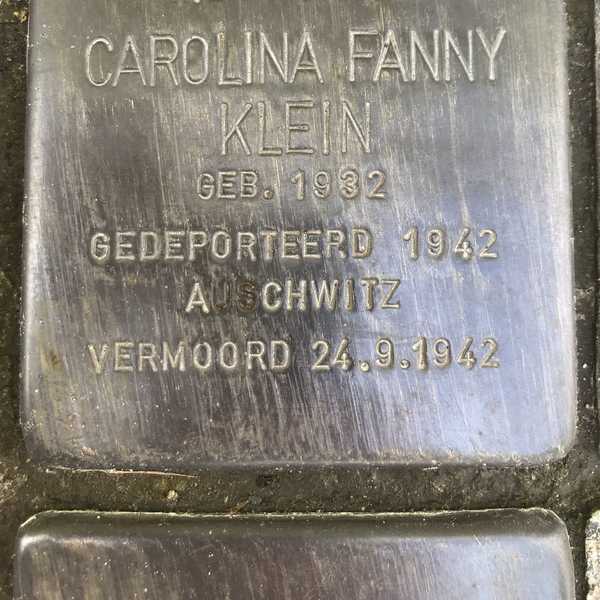 CAROLINA FANNY
KLEIN
GEB. 1932
GEDEPORTEERD 1942
AUSCHWITZ
VERMOORD 24.9.1942